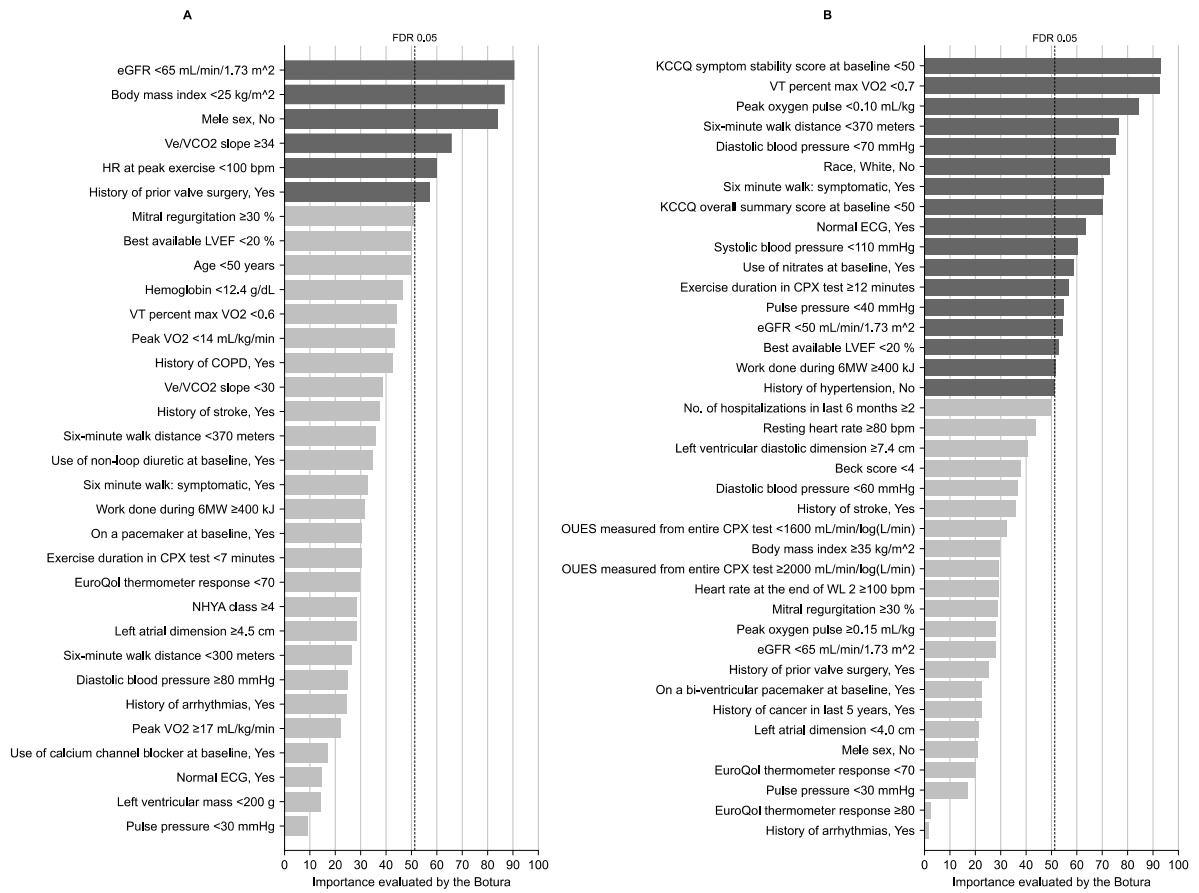 A
FDR 0.05
eGFR <65 mL/min/1.73 m^2
Body mass index <25 kg/m^2
Mele sex, No
Ve/VCO2 slope ≥34
HR at peak exercise <100 bpm
History of prior valve surgery, Yes
Mitral regurgitation ≥30 %
Best available LVEF <20 %
Age <50 years
Hemoglobin <12.4 g/dL
VT percent max VO2 <0.6
Peak VO2 <14 mL/kg/min
History of COPD, Yes
Ve/VCO2 slope <30
History of stroke, Yes
Six-minute walk distance <370 meters
Use of non-loop diuretic at baseline, Yes
Six minute walk: symptomatic, Yes
Work done during 6MW ≥400 kJ
On a pacemaker at baseline, Yes
Exercise duration in CPX test <7 minutes
EuroQol thermometer response <70
NHYA class ≥4
Left atrial dimension ≥4.5 cm
Six-minute walk distance <300 meters
Diastolic blood pressure ≥80 mmHg
History of arrhythmias, Yes
Peak VO2 ≥17 mL/kg/min
Use of calcium channel blocker at baseline, Yes
Normal ECG, Yes
Left ventricular mass <200 g
Pulse pressure <30 mmHg
0 10 20 30 40 50 60 70 80 90 100
Importance evaluated by the Botura
B
FDR 0.05
KCCQ symptom stability score at baseline <50
VT percent max VO2 <0.7
Peak oxygen pulse <0.10 mL/kg
Six-minute walk distance <370 meters
Diastolic blood pressure <70 mmHg
Race, White, No
Six minute walk: symptomatic, Yes
KCCQ overall summary score at baseline <50
Normal ECG, Yes
Systolic blood pressure <110 mmHg
Use of nitrates at baseline, Yes
Exercise duration in CPX test ≥12 minutes
Pulse pressure <40 mmHg
eGFR <50 mL/min/1.73 m^2
Best available LVEF <20 %
Work done during 6MW ≥400 kJ
History of hypertension, No
No. of hospitalizations in last 6 months ≥2
Resting heart rate ≥80 bpm
Left ventricular diastolic dimension ≥7.4 cm
Beck score <4
Diastolic blood pressure <60 mmHg
History of stroke, Yes
OUES measured from entire CPX test <1600 mL/min/log(L/min)
Body mass index ≥35 kg/m^2
OUES measured from entire CPX test ≥2000 mL/min/log(L/min)
Heart rate at the end of WL 2 ≥100 bpm
Mitral regurgitation ≥30 %
Peak oxygen pulse ≥0.15 mL/kg
eGFR <65 mL/min/1.73 m^2
History of prior valve surgery, Yes
On a bi-ventricular pacemaker at baseline, Yes
History of cancer in last 5 years, Yes
Left atrial dimension <4.0 cm
Mele sex, No
EuroQol thermometer response <70
Pulse pressure <30 mmHg
EuroQol thermometer response ≥80
History of arrhythmias, Yes
0 10 20 30 40 50 60 70 80 90 100
Importance evaluated by the Botura